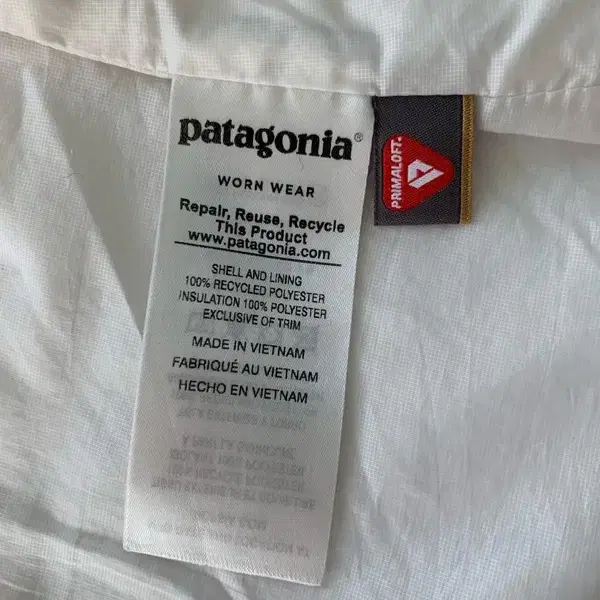 patagonia®
WORN WEAR
Repair, Reuse, Recycle
This Product
www.patagonia.com
SHELL AND LINING
100% RECYCLED POLYESTER
INSULATION 100% POLYESTER
EXCLUSIVE OF TRIM
MADE IN VIETNAM
FABRIQUÉ AU VIETNAM
HECHO EN VIETNAM
PRIMALOFT.